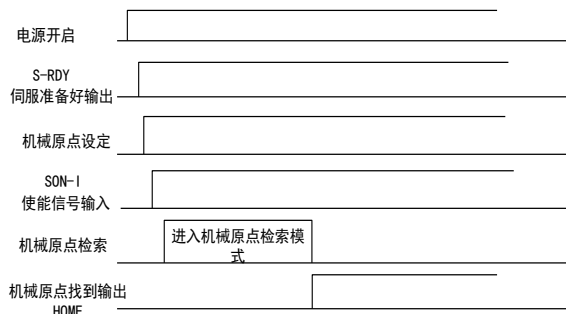 电源开启
S-RDY
伺服准备好输出
机械原点设定
SON-I
使能信号输入
机械原点检索
进入机械原点检索模
式
机械原点找到输出
HOME